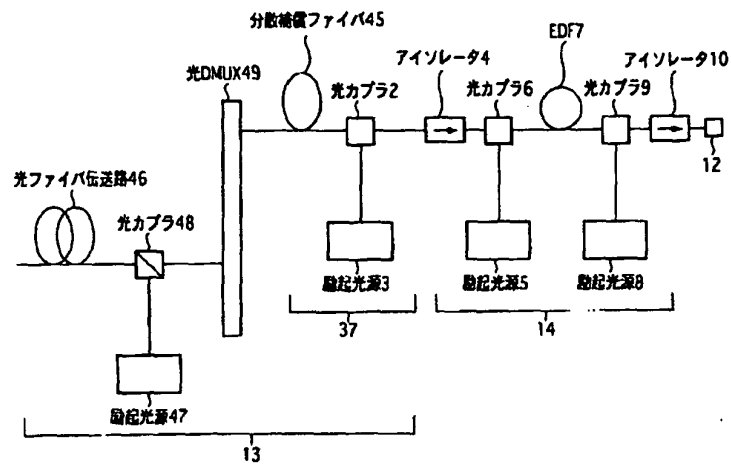 分散補償ファイバ45
EDF7
光DMUX49
アイソレータ4
アイソレータ10
光カプラ2
光カプラ6
光カプラ9
12
光ファイバ伝送路46
光カプラ48
励起光源3
励起光源5
励起光源8
37
14
励起光源47
13